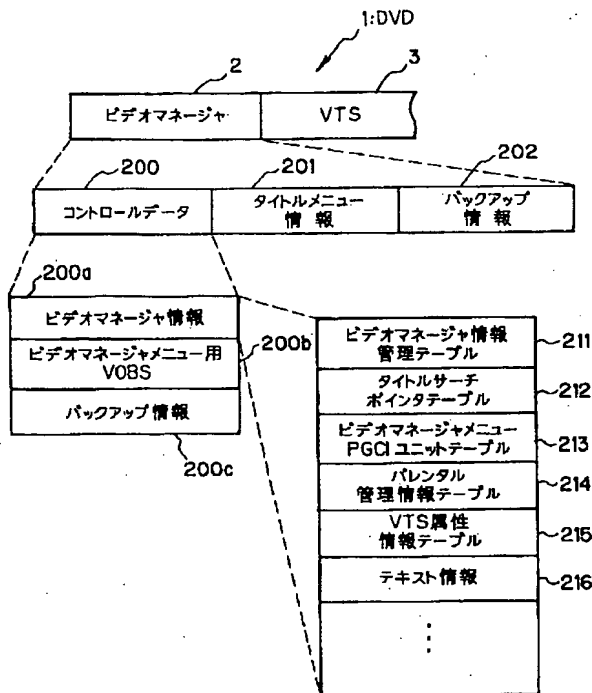 1:DVD
2
3
ビデオマネージャ
VTS
200
201
202
コントロールデータ
タイトルメニュー
情報
バックアップ
情報
200a
ビデオマネージャ情報
ビデオマネージャメニュー用
VOBS
200b
バックアップ情報
200c
ビデオマネージャ情報
管理テーブル
211
タイトルサーチ
ポインタテーブル
212
ビデオマネージャメニュー
PGCIユニットテーブル
213
パレンタル
管理情報テーブル
214
VTS属性
情報テーブル
215
テキスト情報
216
⋮